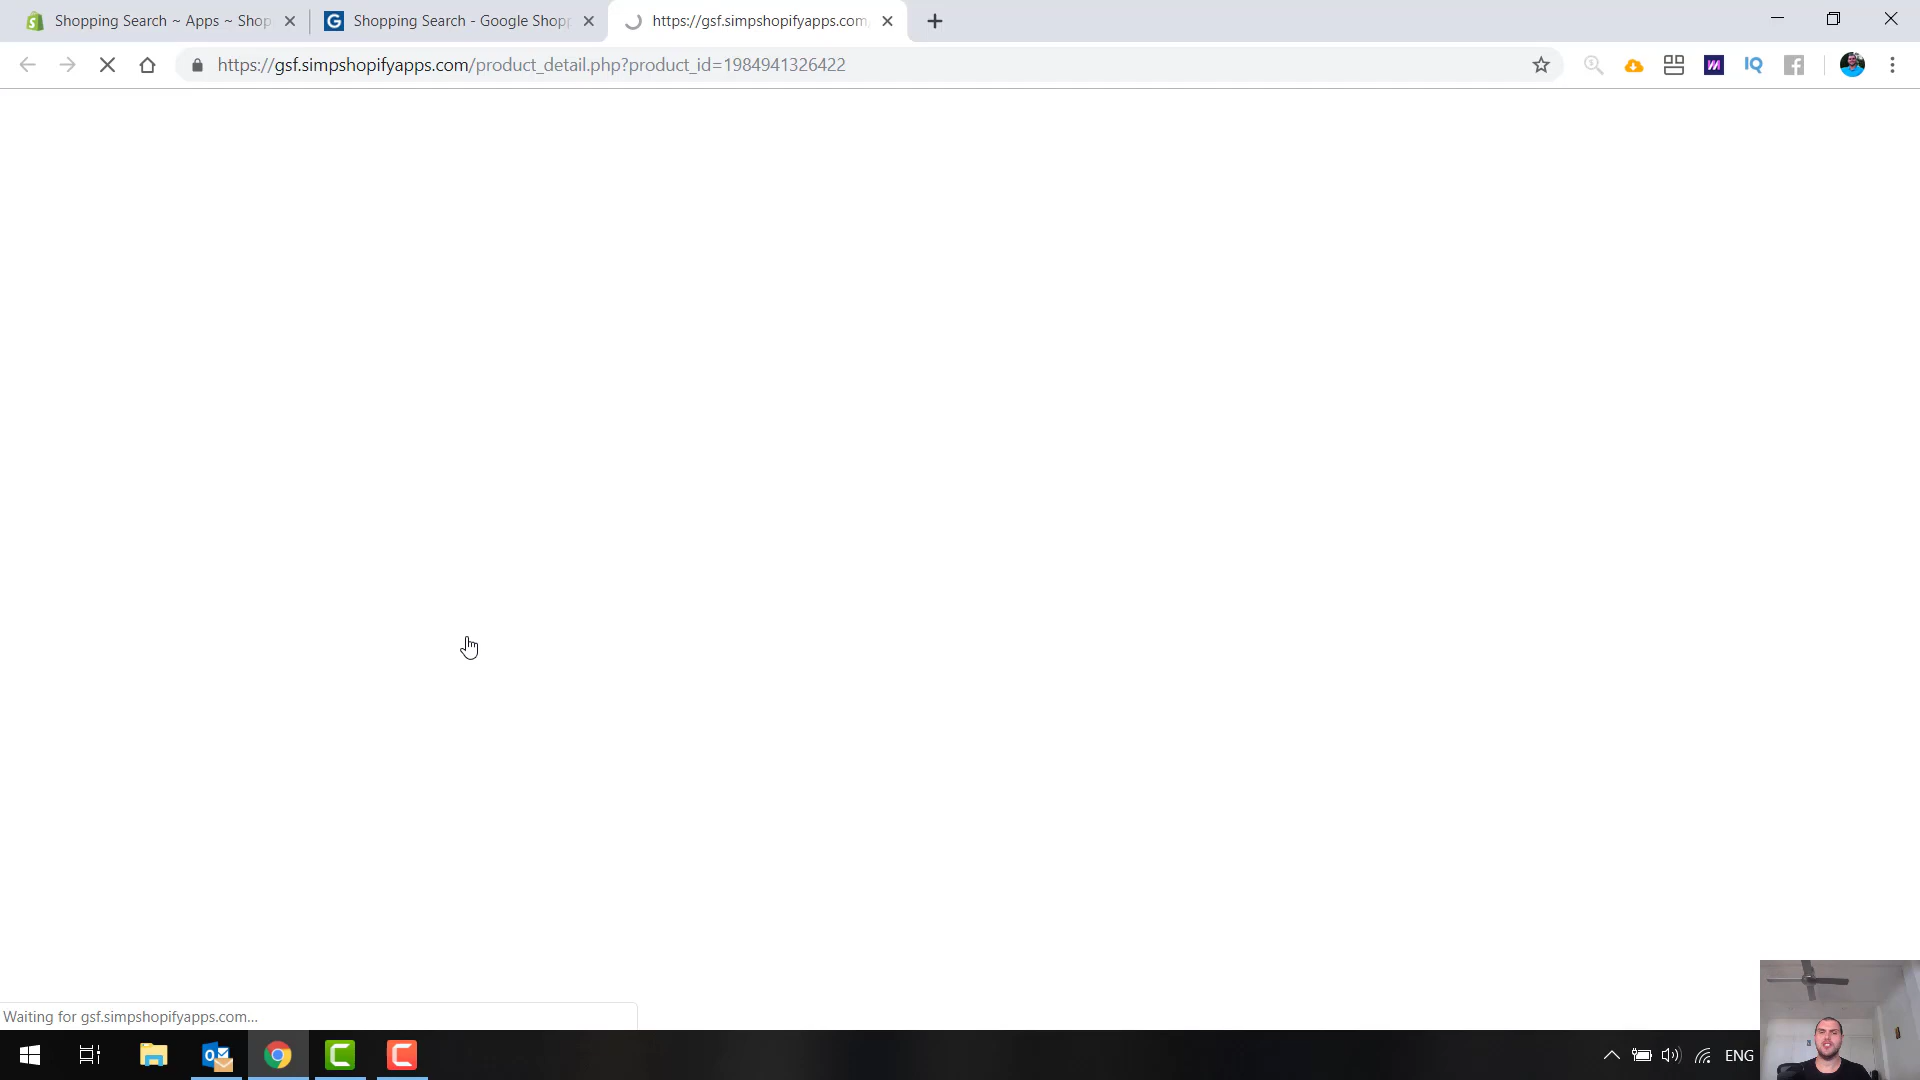 Shopping Search ~ Apps ~ Shop
Shopping Search - Google Shopp
https://gsf.simpshopifyapps.com
https://gsf.simpshopifyapps.com/product_detail.php?product_id=1984941326422
IQ
Waiting for gsf.simpshopifyapps.com...
ENG